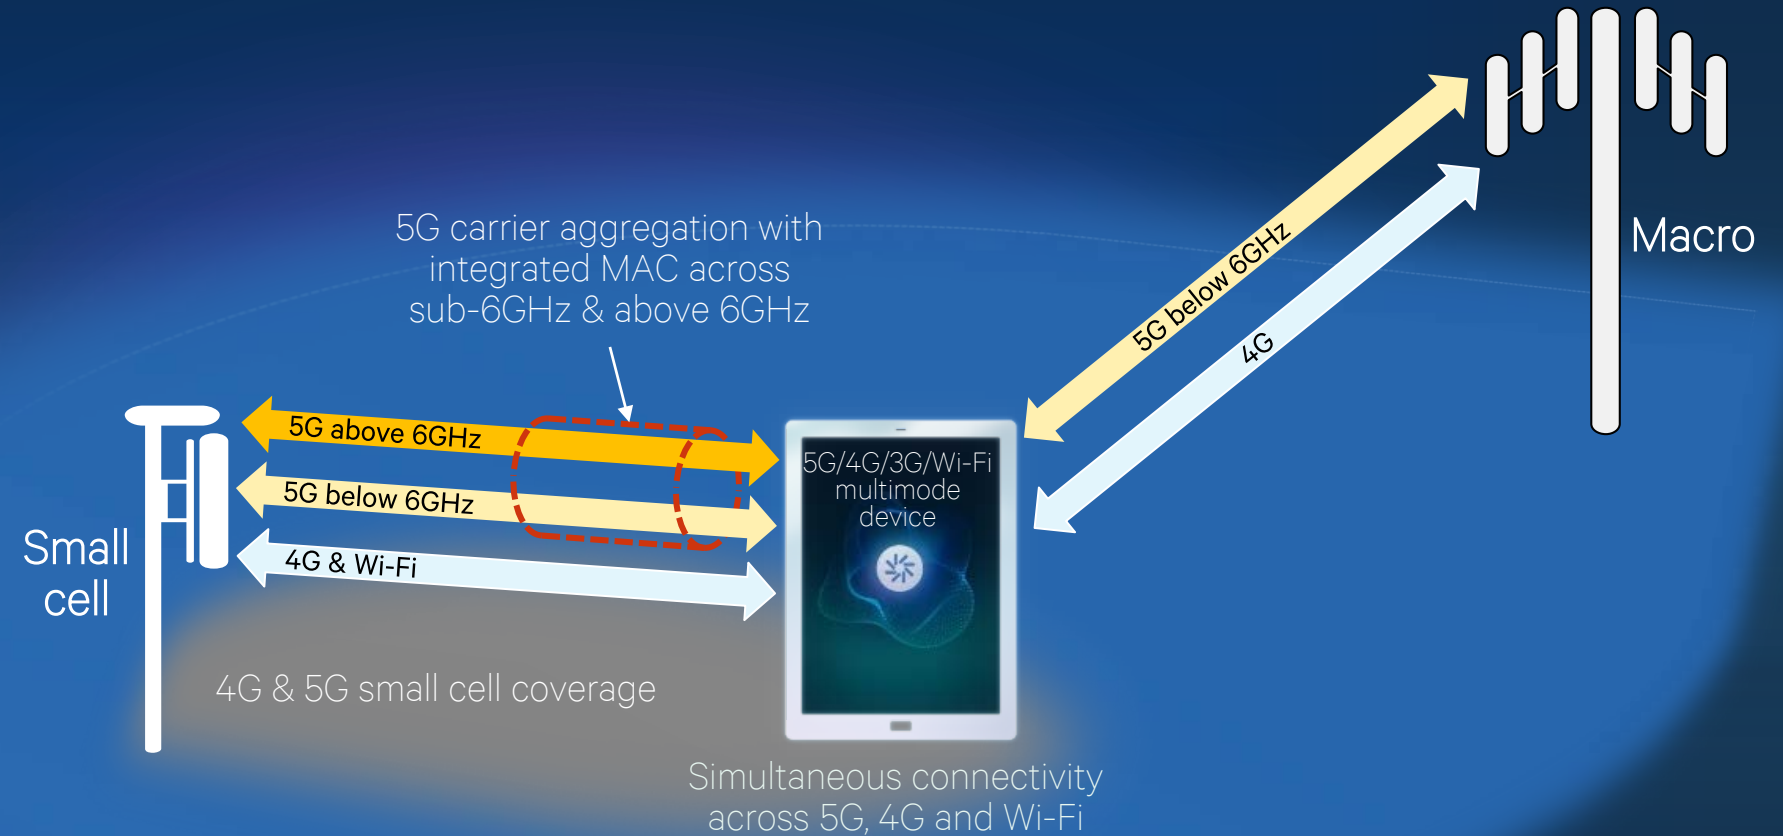 5G carrier aggregation with
integrated MAC across
sub-6GHz & above 6GHz
Macro
5G below 6GHz
4G
5G above 6GHz
5G below 6GHz
4G & Wi-Fi
Small
cell
5G/4G/3G/Wi-Fi
multimode
device
4G & 5G small cell coverage
Simultaneous connectivity
across 5G, 4G and Wi-Fi